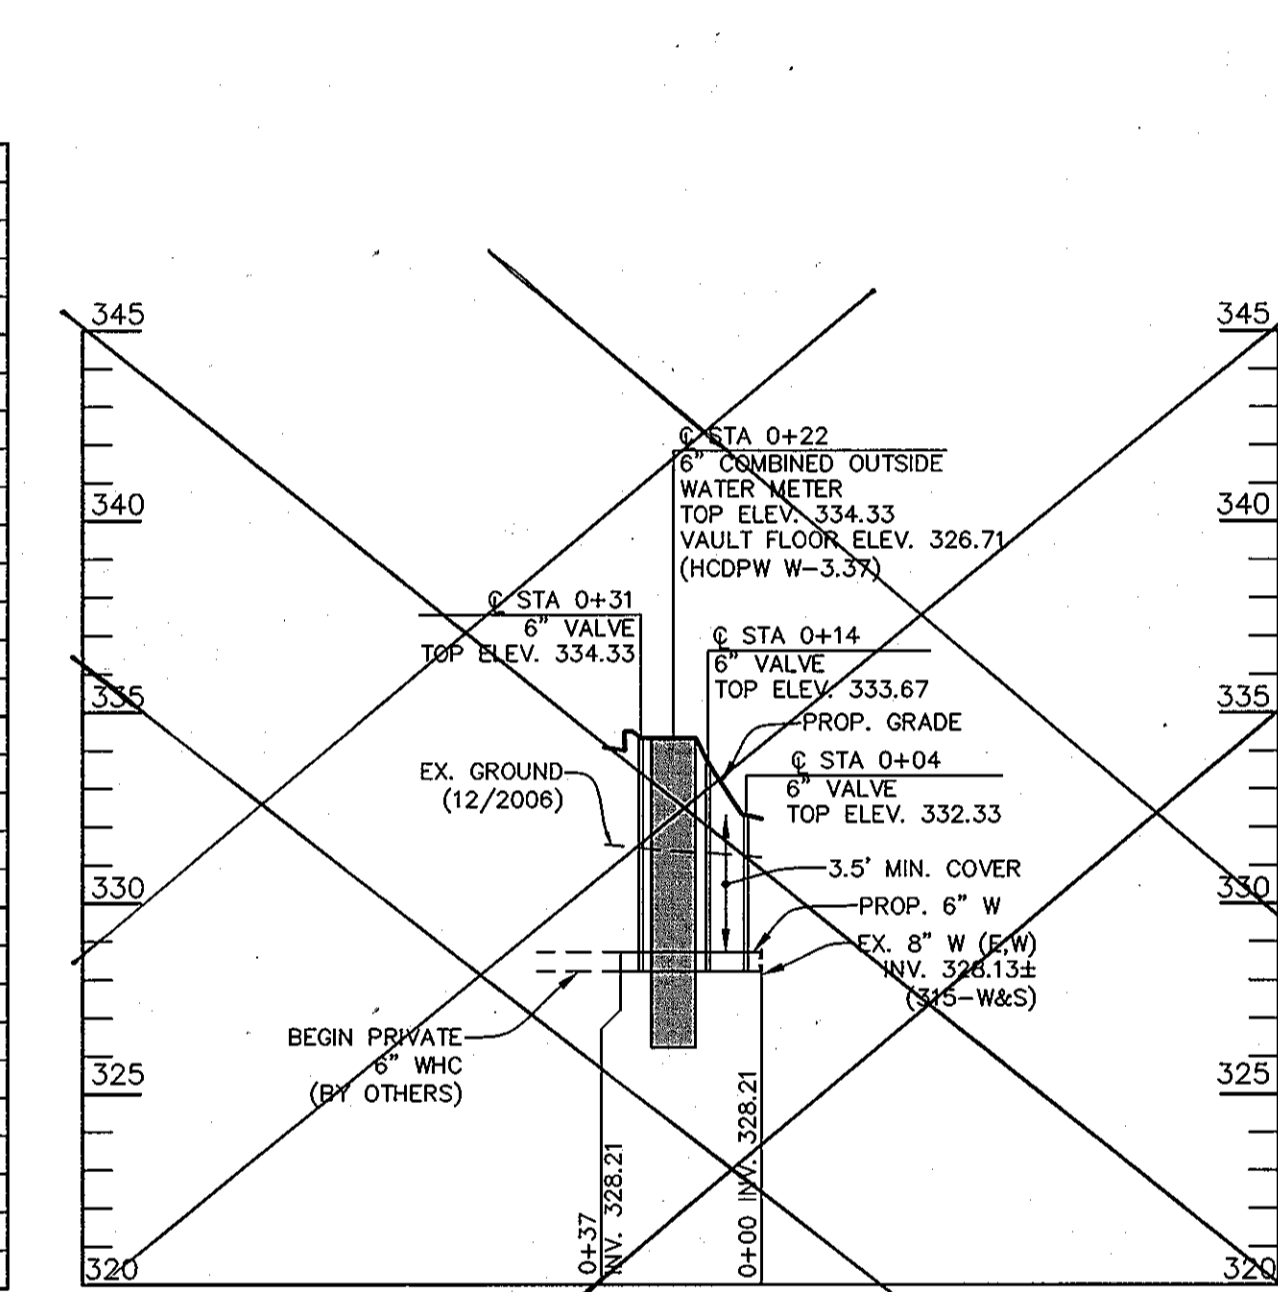 345
345
℄ STA 0+22
6" COMBINED OUTSIDE
WATER METER
TOP ELEV. 334.33
VAULT FLOOR ELEV. 326.71
(HCDPW W-3.37)
340
340
℄ STA 0+31
6" VALVE
TOP ELEV. 334.33
℄ STA 0+14
6" VALVE
TOP ELEV. 333.67
335
335
PROP. GRADE
EX. GROUND
(12/2006)
℄ STA 0+04
6" VALVE
TOP ELEV. 332.33
3.5' MIN. COVER
330
330
PROP. 6" W
EX. 8" W (E,W)
INV. 328.13±
(315-W&S)
BEGIN PRIVATE
6" WHC
(BY OTHERS)
325
325
0+37
INV. 328.21
0+00 INV. 328.21
320
320